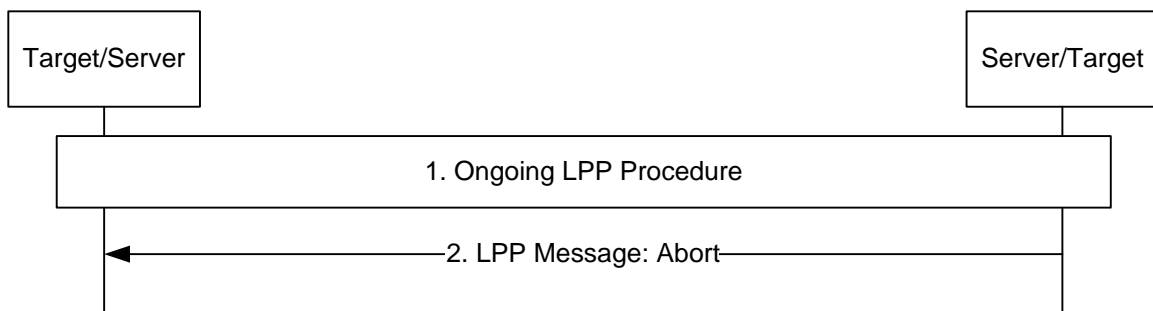 Target/Server
Server/Target
1. Ongoing LPP Procedure
2. LPP Message: Abort